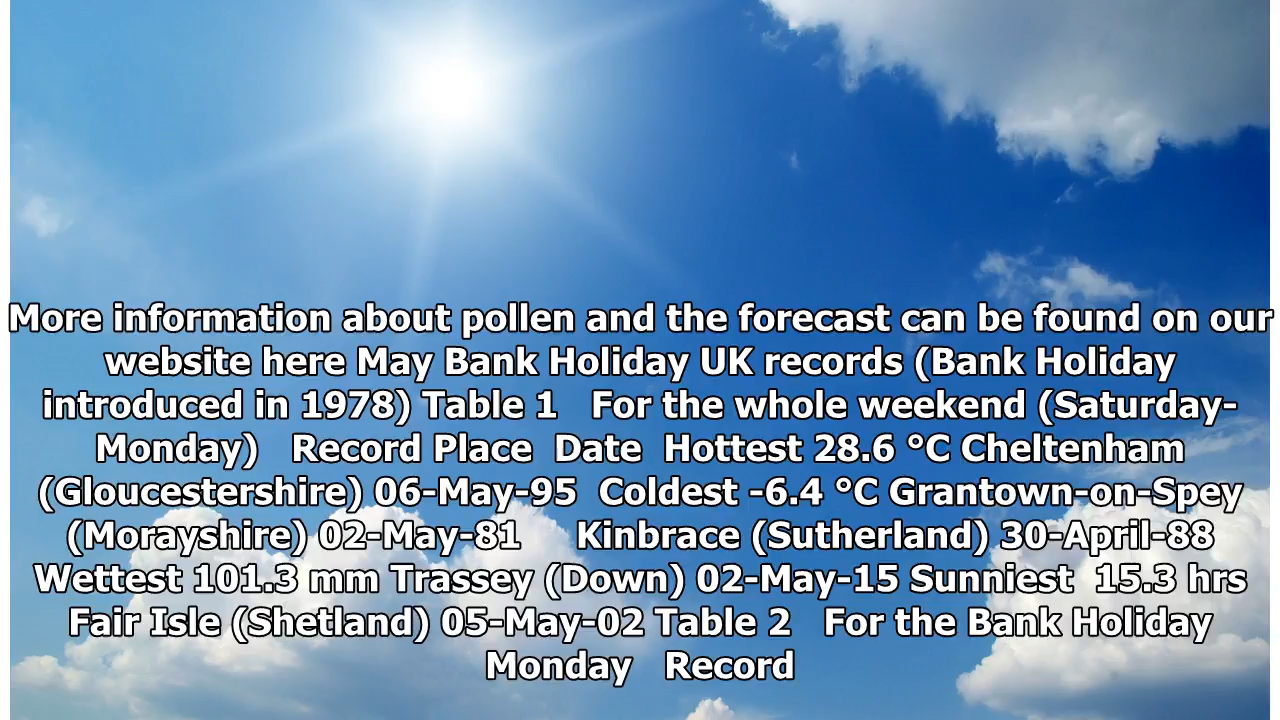 More information about pollen and the forecast can be found on our
website here May Bank Holiday UK records (Bank Holiday
introduced in 1978) Table 1   For the whole weekend (Saturday-
Monday)   Record Place  Date  Hottest 28.6 °C Cheltenham
(Gloucestershire) 06-May-95  Coldest -6.4 °C Grantown-on-Spey
(Morayshire) 02-May-81     Kinbrace (Sutherland) 30-April-88
Wettest 101.3 mm Trassey (Down) 02-May-15 Sunniest  15.3 hrs
Fair Isle (Shetland) 05-May-02 Table 2   For the Bank Holiday
Monday   Record